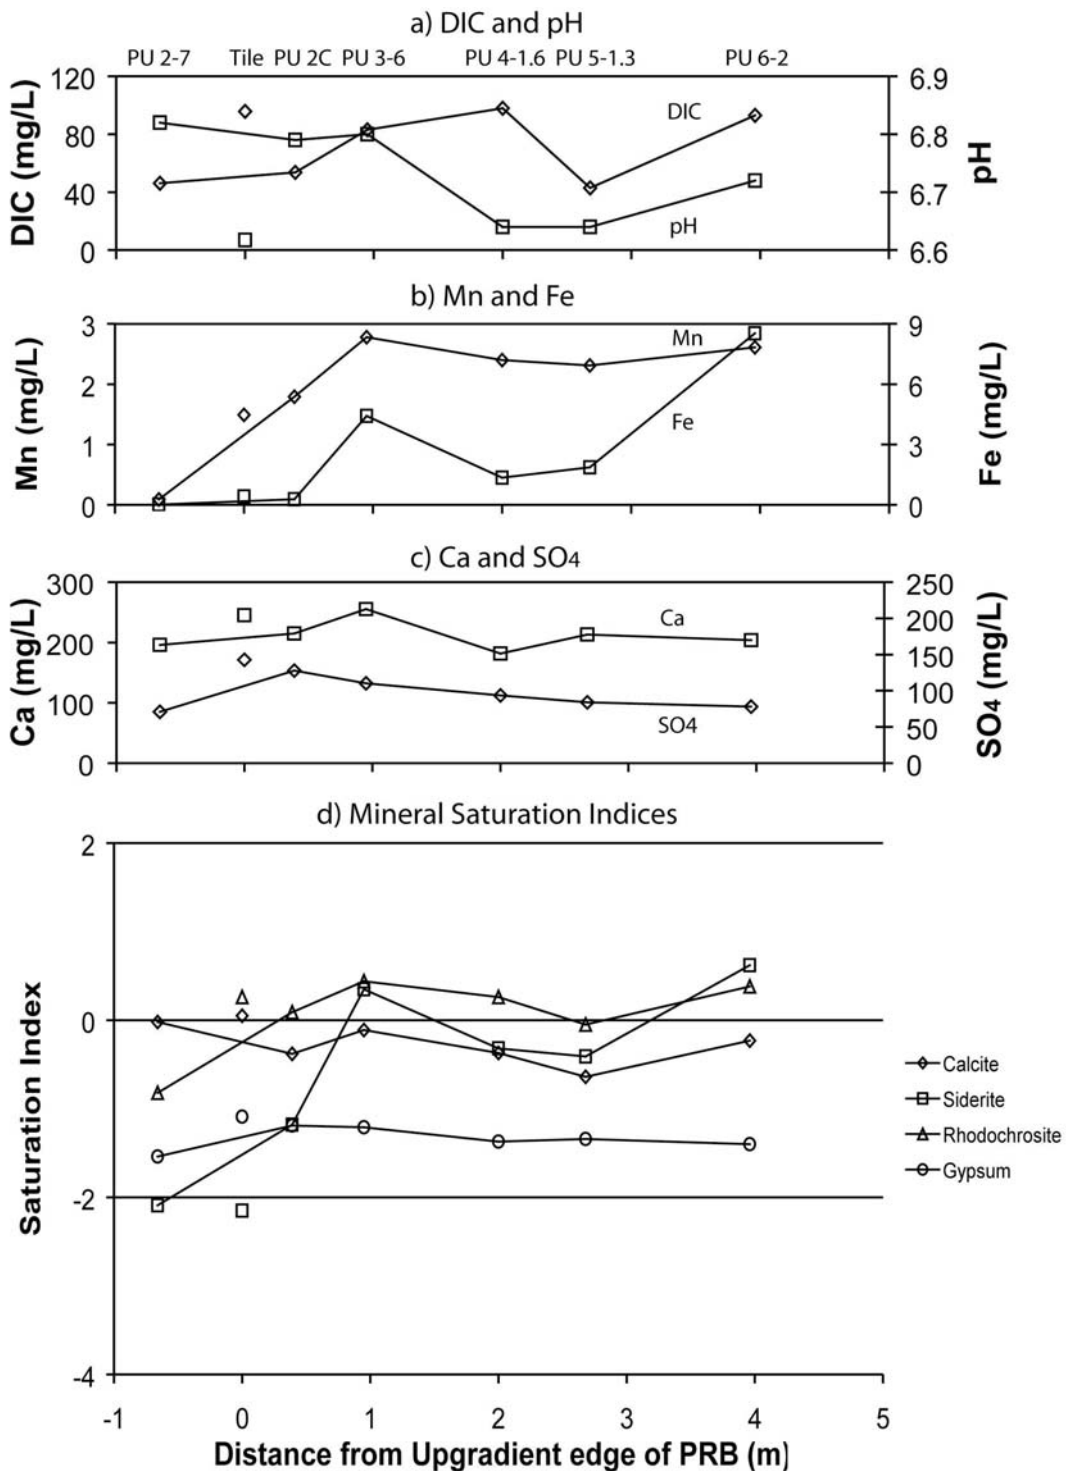 a) DIC and pH
PU 2-7 Tile PU 2C PU 3-6 PU 4-1.6 PU 5-1.3 PU 6-2
DIC (mg/L)
120
80
40
0
DIC
pH
6.9
6.8
6.7
6.6
pH
b) Mn and Fe
Mn (mg/L)
3
2
1
0
Mn
Fe
9
6
3
0
Fe (mg/L)
c) Ca and SO4
Ca (mg/L)
300
200
100
0
Ca
SO4
250
200
150
100
50
0
SO4 (mg/L)
d) Mineral Saturation Indices
Saturation Index
2
0
-2
-4
Calcite
Siderite
Rhodochrosite
Gypsum
-1 0 1 2 3 4 5
Distance from Upgradient edge of PRB (m)